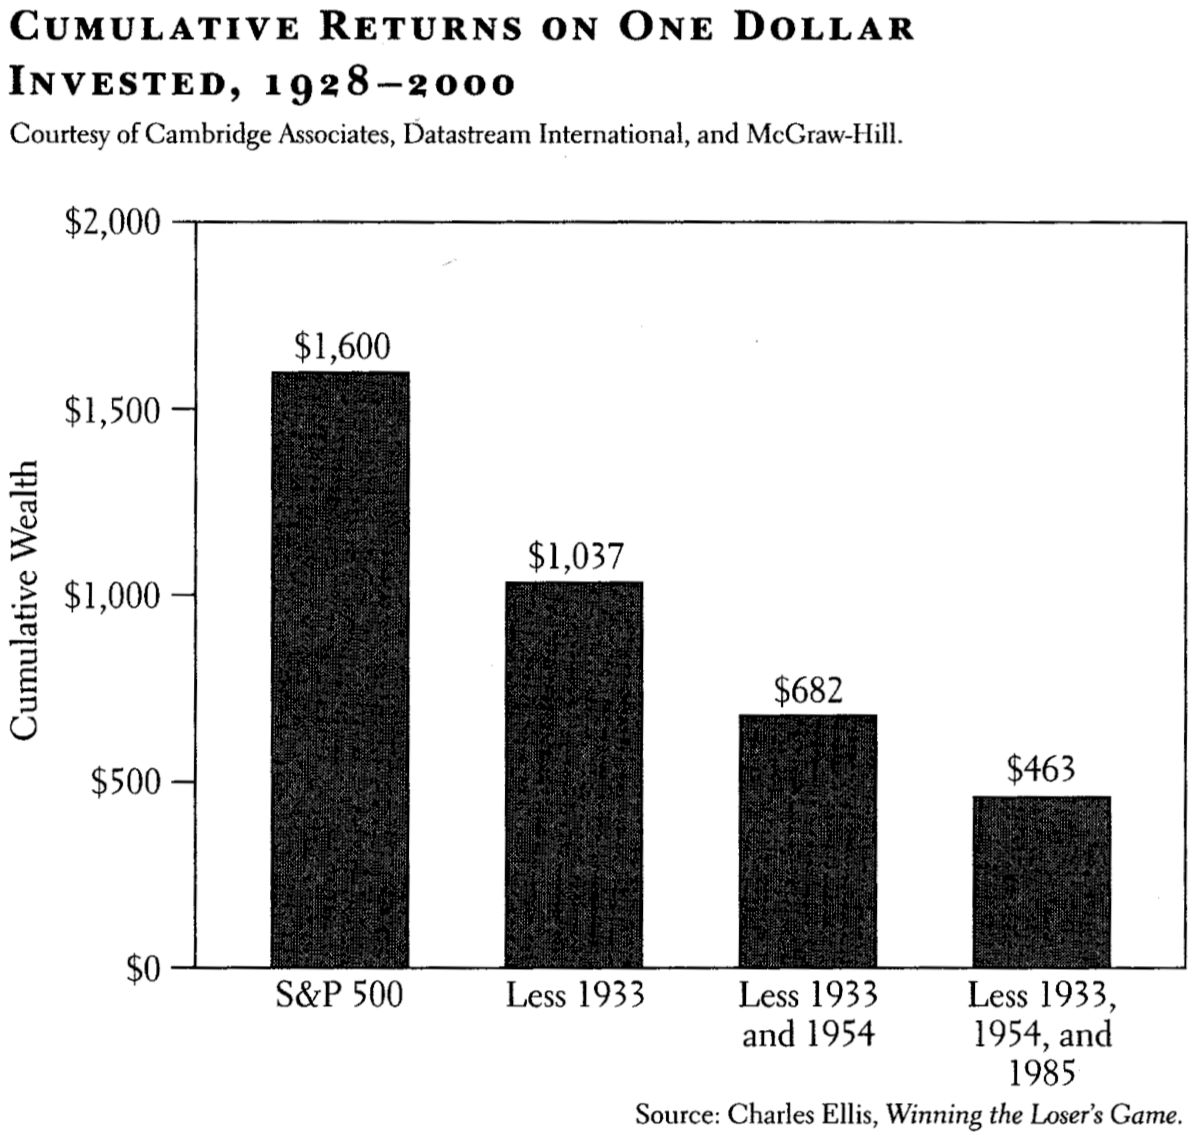 CUMULATIVE RETURNS ON ONE DOLLAR
INVESTED, 1928–2000
Courtesy of Cambridge Associates, Datastream International, and McGraw-Hill.
$2,000
$1,600
$1,500
Cumulative Wealth
$1,037
$1,000
$682
$500
$463
$0
S&P 500
Less 1933
Less 1933
and 1954
Less 1933,
1954, and
1985
Source: Charles Ellis, Winning the Loser's Game.